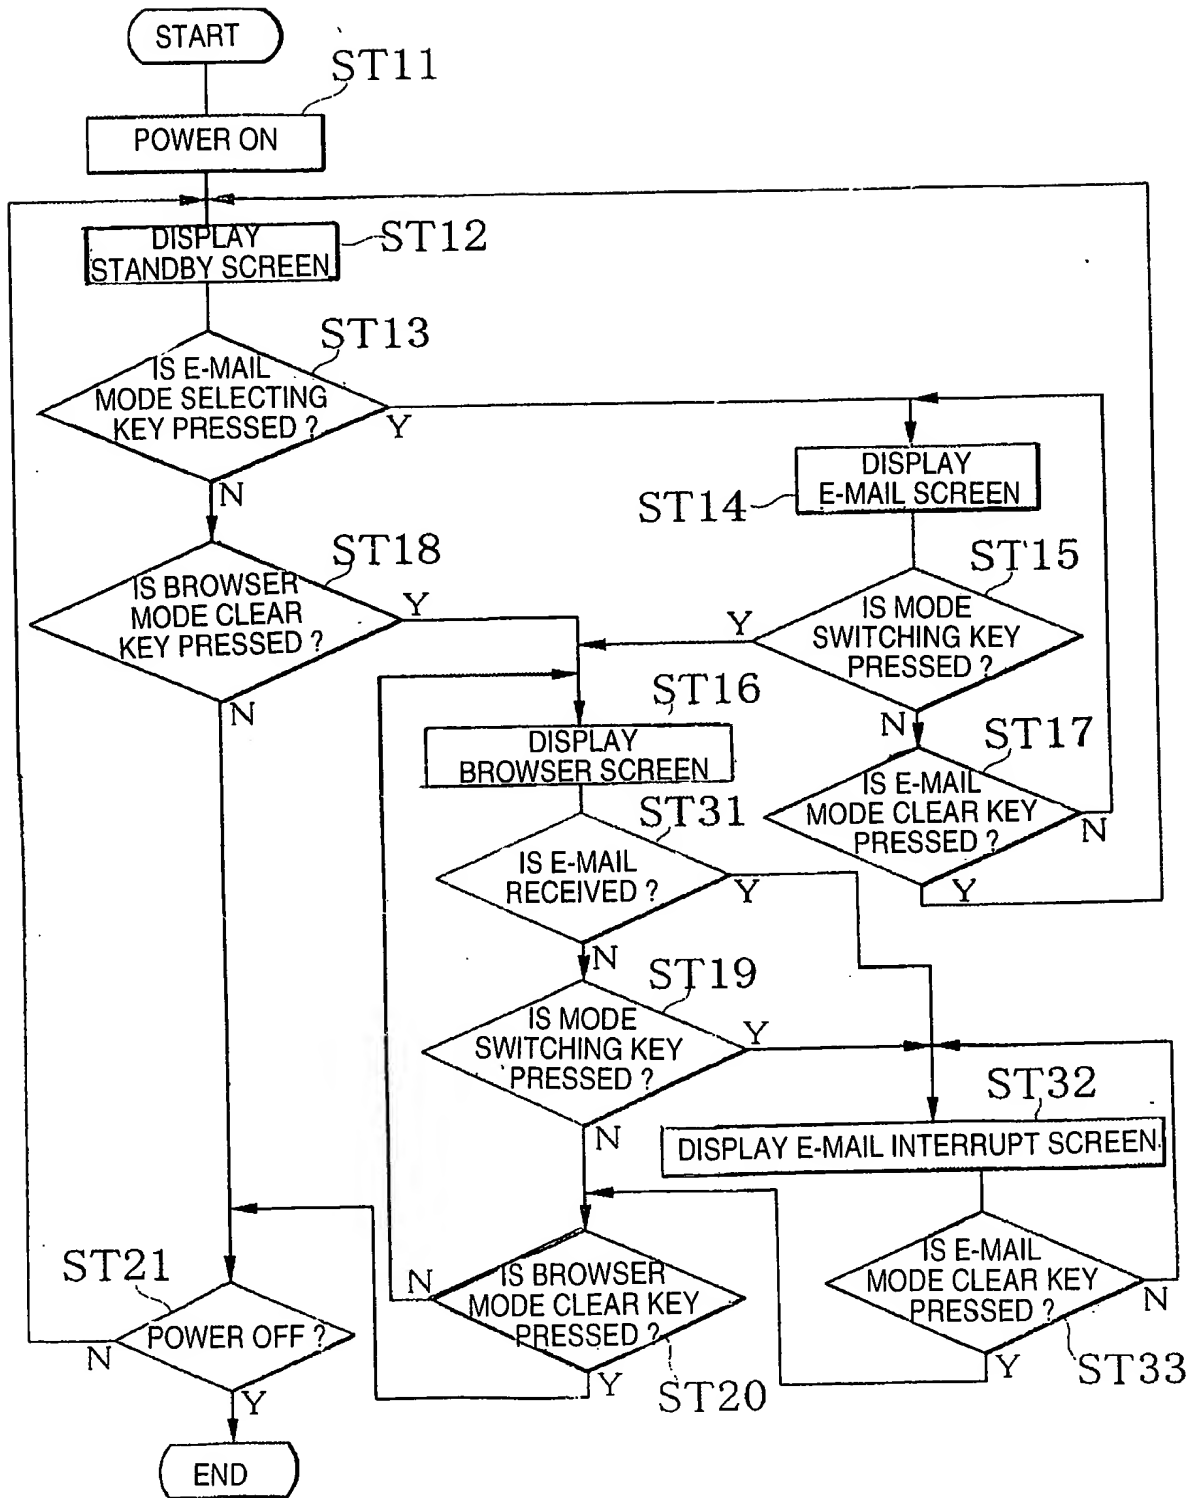 START
ST11
POWER ON
DISPLAY
STANDBY SCREEN
ST12
ST13
IS E-MAIL
MODE SELECTING
KEY PRESSED ?
Y
N
DISPLAY
E-MAIL SCREEN
ST14
ST18
IS BROWSER
MODE CLEAR
KEY PRESSED ?
Y
N
ST15
IS MODE
SWITCHING KEY
PRESSED ?
Y
N
ST16
DISPLAY
BROWSER SCREEN
ST17
IS E-MAIL
MODE CLEAR KEY
PRESSED ?
N
Y
ST31
IS E-MAIL
RECEIVED ?
Y
N
ST19
IS MODE
SWITCHING KEY
PRESSED ?
Y
N
ST32
DISPLAY E-MAIL INTERRUPT SCREEN
ST21
POWER OFF ?
N
Y
N
IS BROWSER
MODE CLEAR KEY
PRESSED ?
Y
ST20
IS E-MAIL
MODE CLEAR KEY
PRESSED ?
N
Y
ST33
END